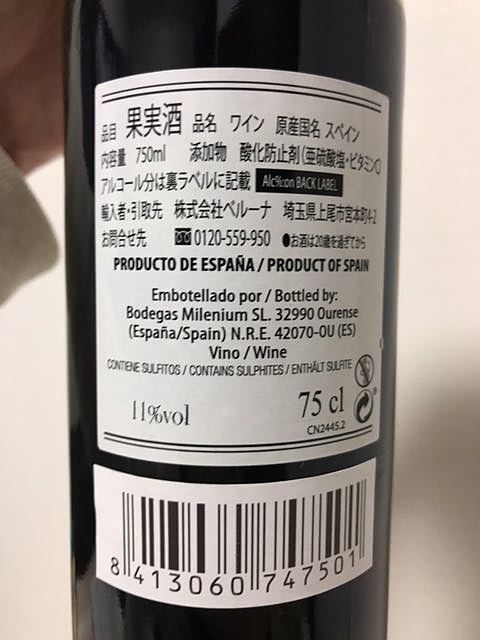 品目 果実酒 品名 ワイン 原産国名 スペイン
内容量 750ml 添加物 酸化防止剤(亜硫酸塩・ビタミンC)
アルコール分は裏ラベルに記載 Alc%:on BACK LABEL
輸入者・引取先 株式会社ベルーナ 埼玉県上尾市宮本町4-2
お問合せ先 0120-559-950 ●お酒は20歳を過ぎてから
PRODUCTO DE ESPAÑA / PRODUCT OF SPAIN
Embotellado por / Bottled by:
Bodegas Milenium SL. 32990 Ourense
(España/Spain) N.R.E. 42070-OU (ES)
Vino / Wine
CONTIENE SULFITOS / CONTAINS SULPHITES / ENTHÄLT SULFITE
11%vol
75 cl
®
CN2445.2
8 413060 747501